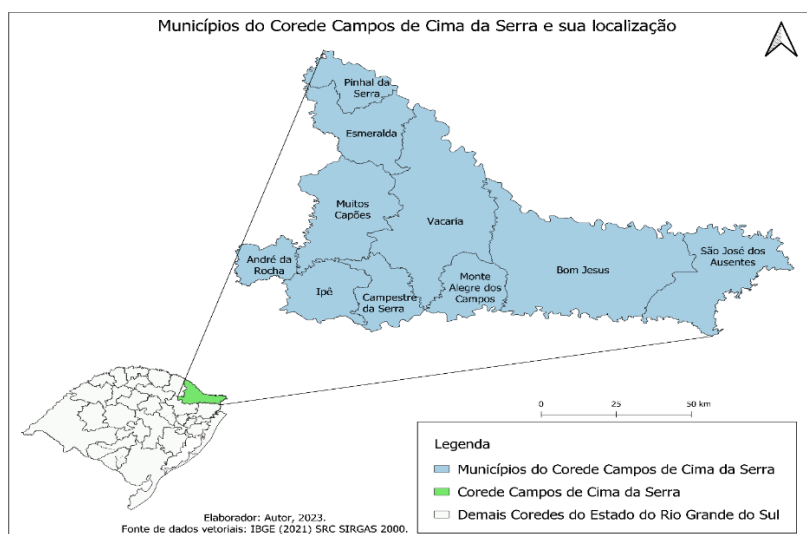 Municípios do Corede Campos de Cima da Serra e sua localização
Pinhal da
Serra
Esmeralda
Muitos
Capões
Vacaria
São José dos
Ausentes
André da
Rocha
Bom Jesus
Monte
Alegre dos
Campos
Ipê
Campestre
da Serra
0 25 50 km
Legenda
Municípios do Corede Campos de Cima da Serra
Corede Campos de Cima da Serra
Demais Coredes do Estado do Rio Grande do Sul
Elaborador: Autor, 2023.
Fonte de dados vetoriais: IBGE (2021) SRC SIRGAS 2000.